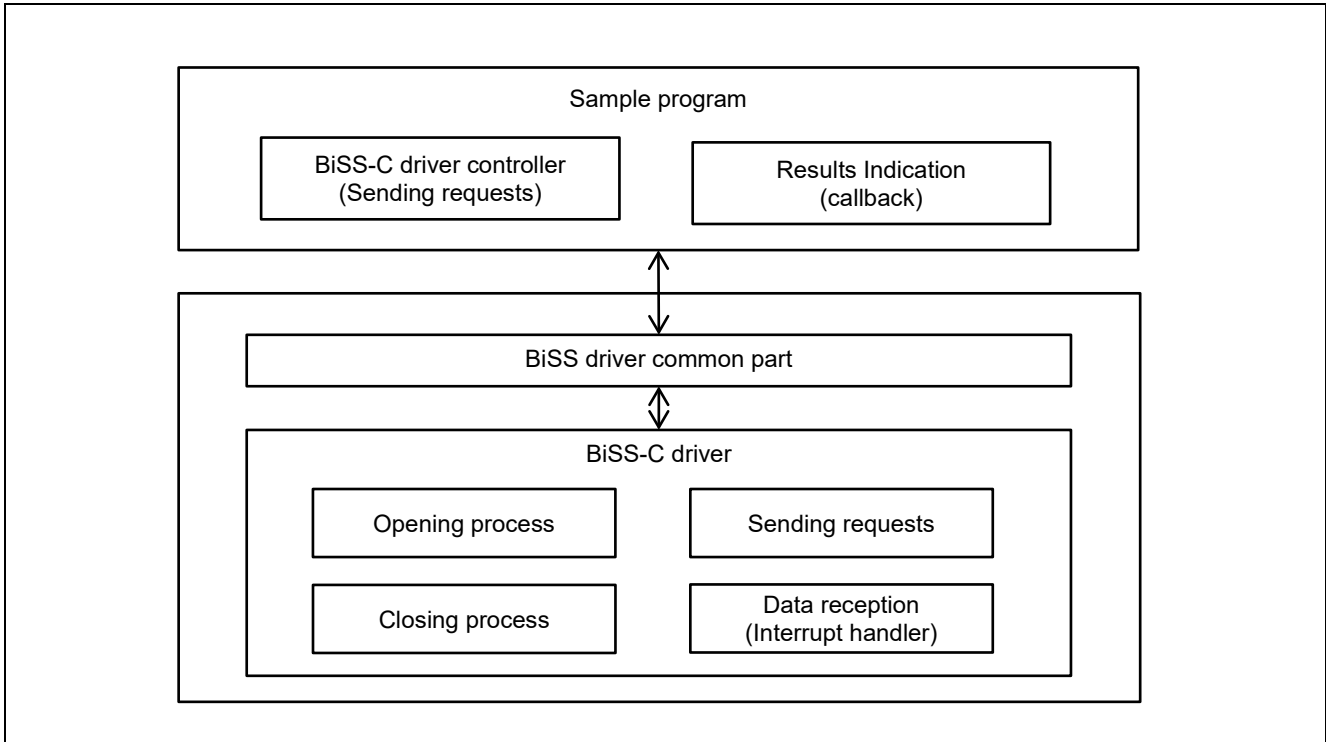 Sample program
BiSS-C driver controller
(Sending requests)
Results Indication
(callback)
BiSS driver common part
BiSS-C driver
Opening process
Sending requests
Closing process
Data reception
(Interrupt handler)